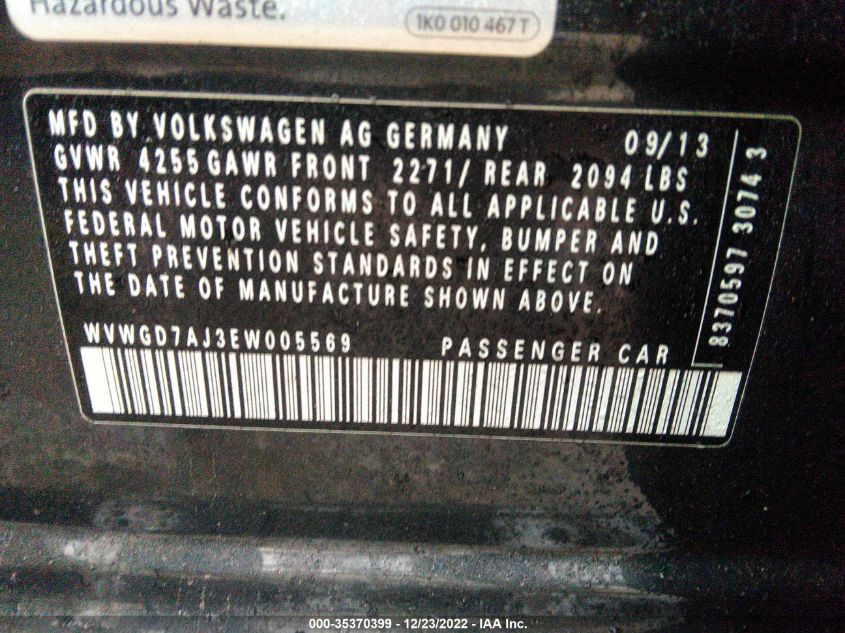 Hazardous Waste.
1K0 010 467 T
MFD BY VOLKSWAGEN AG GERMANY 09/13
GVWR 4255 GAWR FRONT 2271/ REAR 2094 LBS
THIS VEHICLE CONFORMS TO ALL APPLICABLE U.S.
FEDERAL MOTOR VEHICLE SAFETY, BUMPER AND
THEFT PREVENTION STANDARDS IN EFFECT ON
THE DATE OF MANUFACTURE SHOWN ABOVE.
WVWGD7AJ3EW005569 PASSENGER CAR
8370597 3074 3
000-35370399 - 12/23/2022 - IAA Inc.